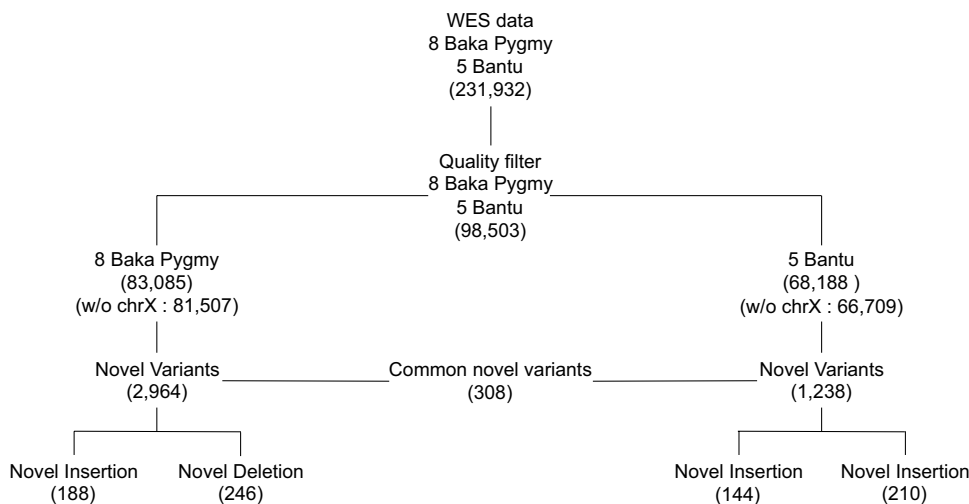 WES data
8 Baka Pygmy
5 Bantu
(231,932)
Quality filter
8 Baka Pygmy
5 Bantu
(98,503)
8 Baka Pygmy
(83,085)
(w/o chrX : 81,507)
5 Bantu
(68,188 )
(w/o chrX : 66,709)
Novel Variants
(2,964)
Common novel variants
(308)
Novel Variants
(1,238)
Novel Insertion
(188)
Novel Deletion
(246)
Novel Insertion
(144)
Novel Insertion
(210)